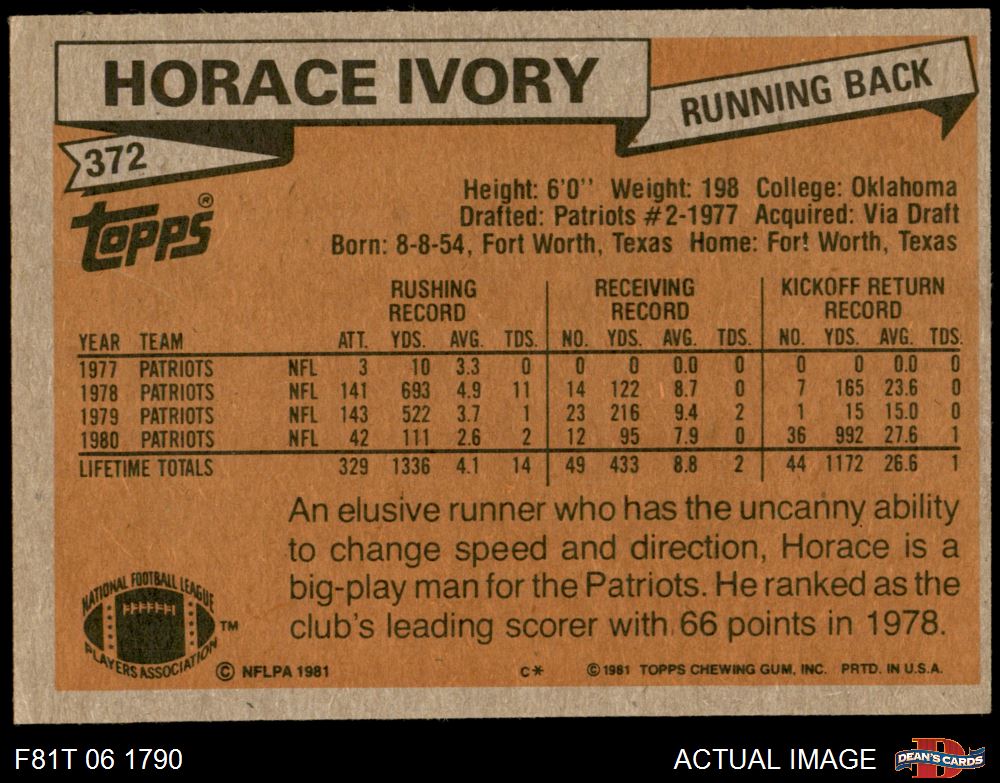 HORACE IVORY
RUNNING BACK
372
TOPPS ®
Height: 6'0'' Weight: 198 College: Oklahoma
Drafted: Patriots #2-1977 Acquired: Via Draft
Born: 8-8-54, Fort Worth, Texas Home: Fort Worth, Texas
RUSHING RECORD RECEIVING RECORD KICKOFF RETURN RECORD
YEAR TEAM ATT. YDS. AVG. TDS. NO. YDS. AVG. TDS. NO. YDS. AVG. TDS.
1977 PATRIOTS NFL 3 10 3.3 0 0 0 0.0 0 0 0 0.0 0
1978 PATRIOTS NFL 141 693 4.9 11 14 122 8.7 0 7 165 23.6 0
1979 PATRIOTS NFL 143 522 3.7 1 23 216 9.4 2 1 15 15.0 0
1980 PATRIOTS NFL 42 111 2.6 2 12 95 7.9 0 36 992 27.6 1
LIFETIME TOTALS 329 1336 4.1 14 49 433 8.8 2 44 1172 26.6 1
An elusive runner who has the uncanny ability
to change speed and direction, Horace is a
big-play man for the Patriots. He ranked as the
club's leading scorer with 66 points in 1978.
NATIONAL FOOTBALL LEAGUE
PLAYERS ASSOCIATION TM
© NFLPA 1981 C* © 1981 TOPPS CHEWING GUM, INC. PRTD. IN U.S.A.
F81T 06 1790 ACTUAL IMAGE DEAN'S CARDS